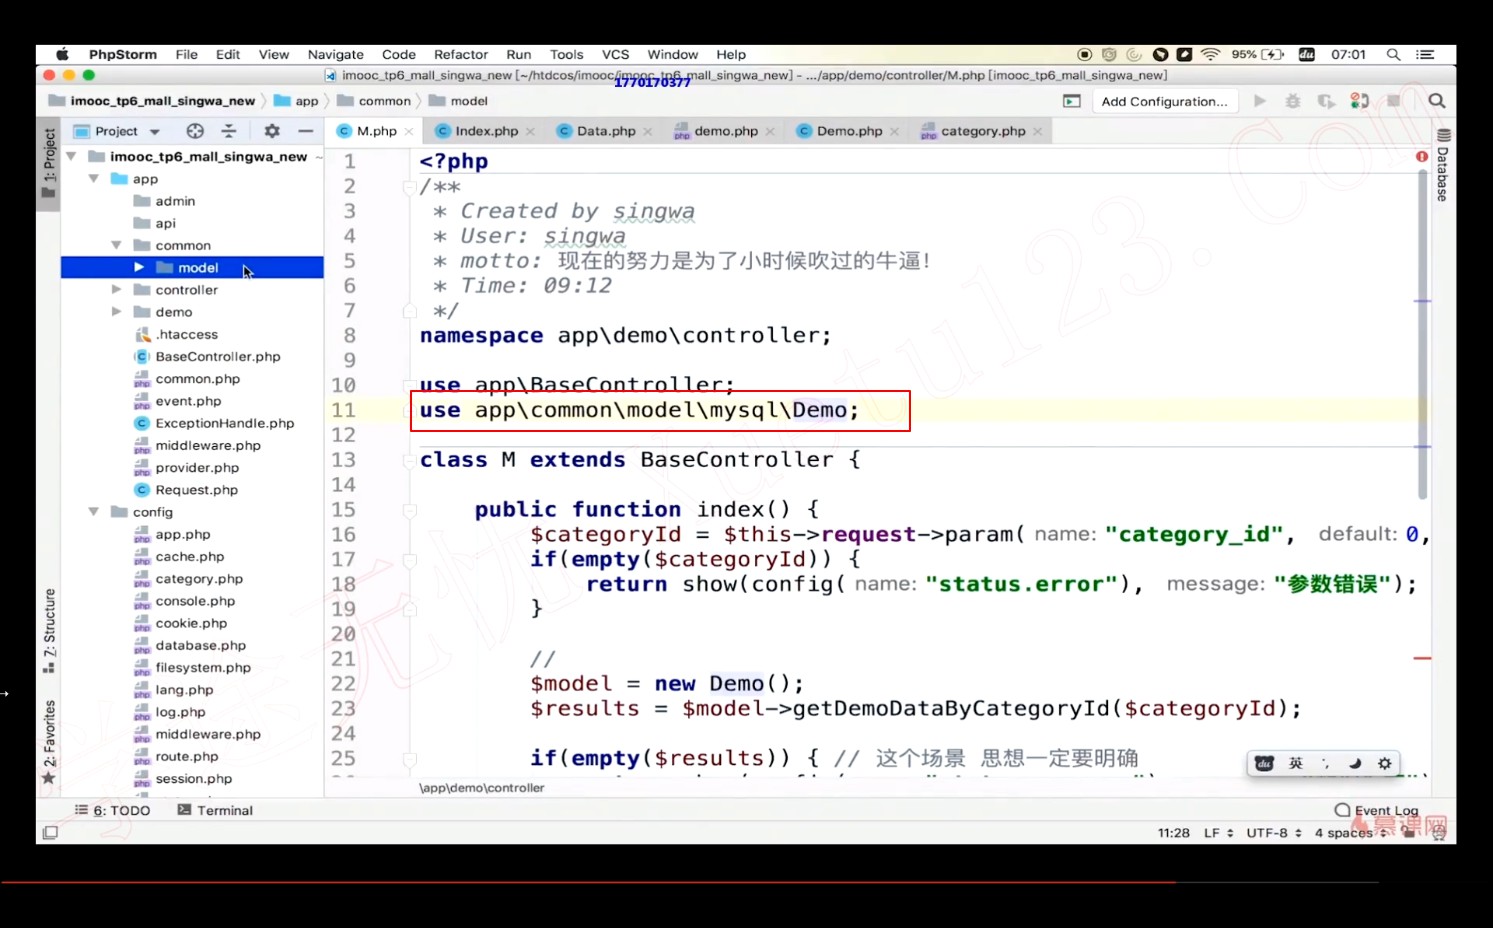 PhpStorm File Edit View Navigate Code Refactor Run Tools VCS Window Help 95% du 07:01
imooc_tp6_mall_singwa_new [~/htdcos/imooc/imooc_tp6_mall_singwa_new] - .../app/demo/controller/M.php [imooc_tp6_mall_singwa_new]
1770170377
imooc_tp6_mall_singwa_new app common model Add Configuration...
Project M.php Index.php Data.php demo.php Demo.php category.php
1: Project
7: Structure
2: Favorites
Database
imooc_tp6_mall_singwa_new ~
app
admin
api
common
model
controller
demo
.htaccess
BaseController.php
common.php
event.php
ExceptionHandle.php
middleware.php
provider.php
Request.php
config
app.php
cache.php
category.php
console.php
cookie.php
database.php
filesystem.php
lang.php
log.php
middleware.php
route.php
session.php
1 <?php
2 /**
3 * Created by singwa
4 * User: singwa
5 * motto: 现在的努力是为了小时候吹过的牛逼!
6 * Time: 09:12
7 */
8 namespace app\demo\controller;
9
10 use app\BaseController;
11 use app\common\model\mysql\Demo;
12
13 class M extends BaseController {
14
15 public function index() {
16 $categoryId = $this->request->param( name: "category_id", default: 0,
17 if(empty($categoryId)) {
18 return show(config( name: "status.error"), message: "参数错误");
19 }
20
21 //
22 $model = new Demo();
23 $results = $model->getDemoDataByCategoryId($categoryId);
24
25 if(empty($results)) { // 这个场景 思想一定要明确
du 英
\app\demo\controller
6: TODO Terminal Event Log
11:28 LF UTF-8 4 spaces
慕课网